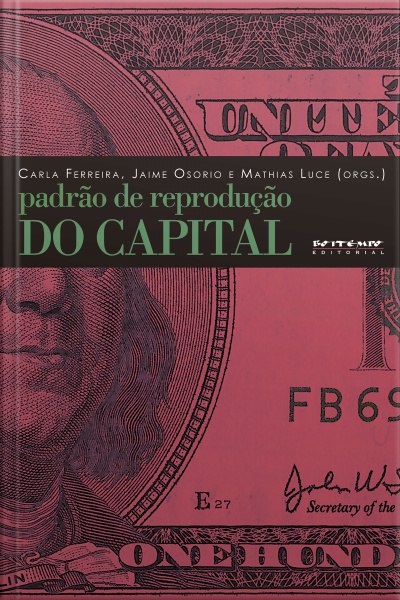 UNITE
CARLA FERREIRA, JAIME OSORIO E MATHIAS LUCE (ORGS.)
padrão de reprodução
DO CAPITAL
BOITEMPO
EDITORIAL
FB69
E 27
Secretary of the
ONE HUND
LIN